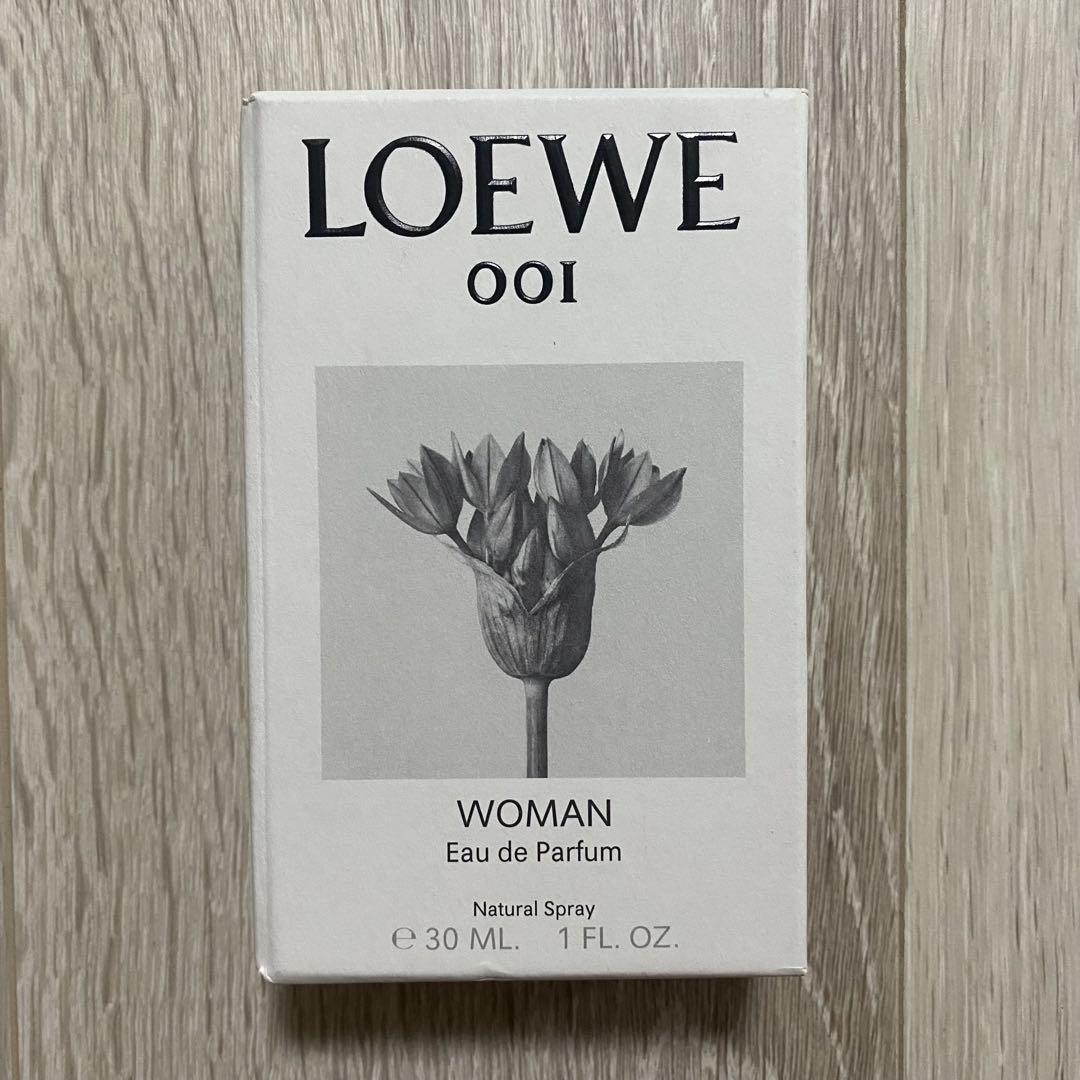 LOEWE
001
WOMAN
Eau de Parfum
Natural Spray
℮ 30 ML. 1 FL. OZ.